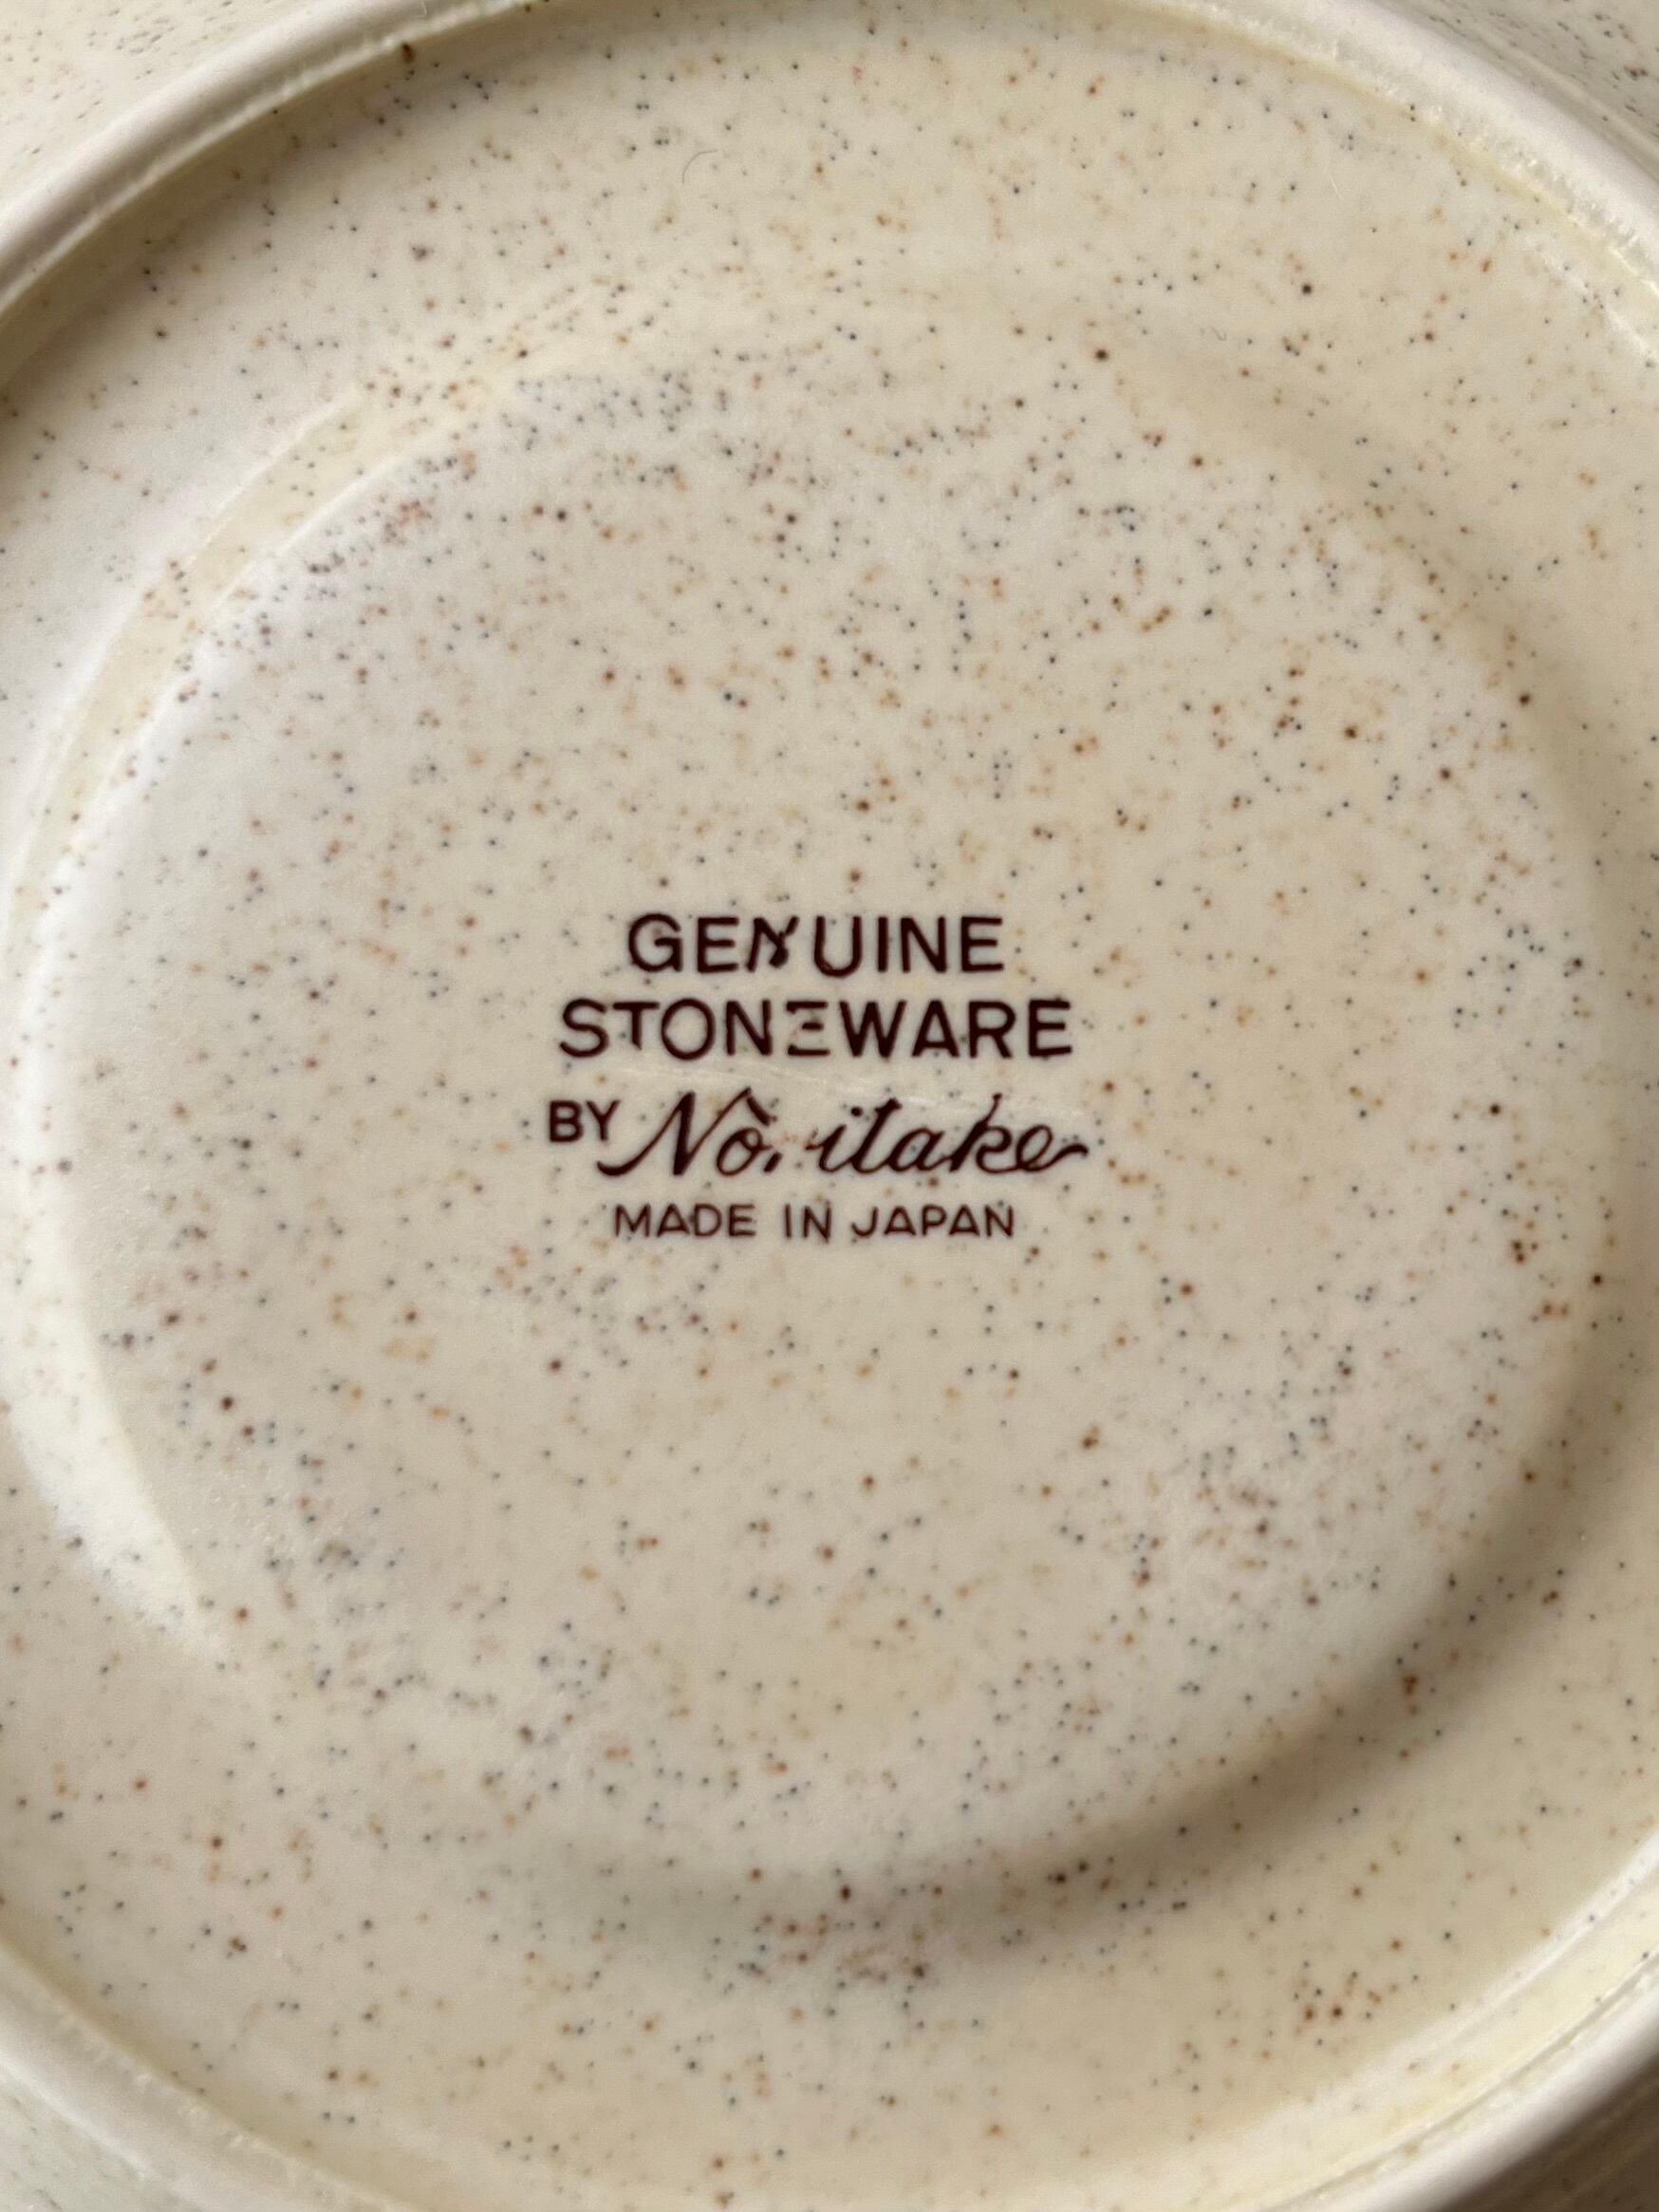 GENUINE
STONEWARE
BY Noritake
MADE IN JAPAN